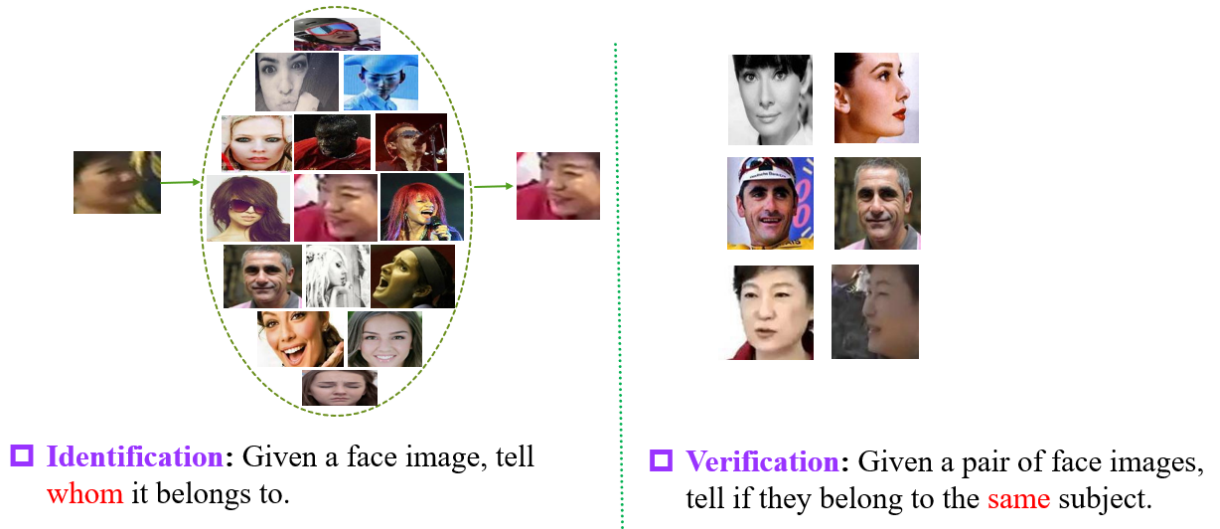 Identification: Given a face image, tell
whom it belongs to.
Verification: Given a pair of face images,
tell if they belong to the same subject.